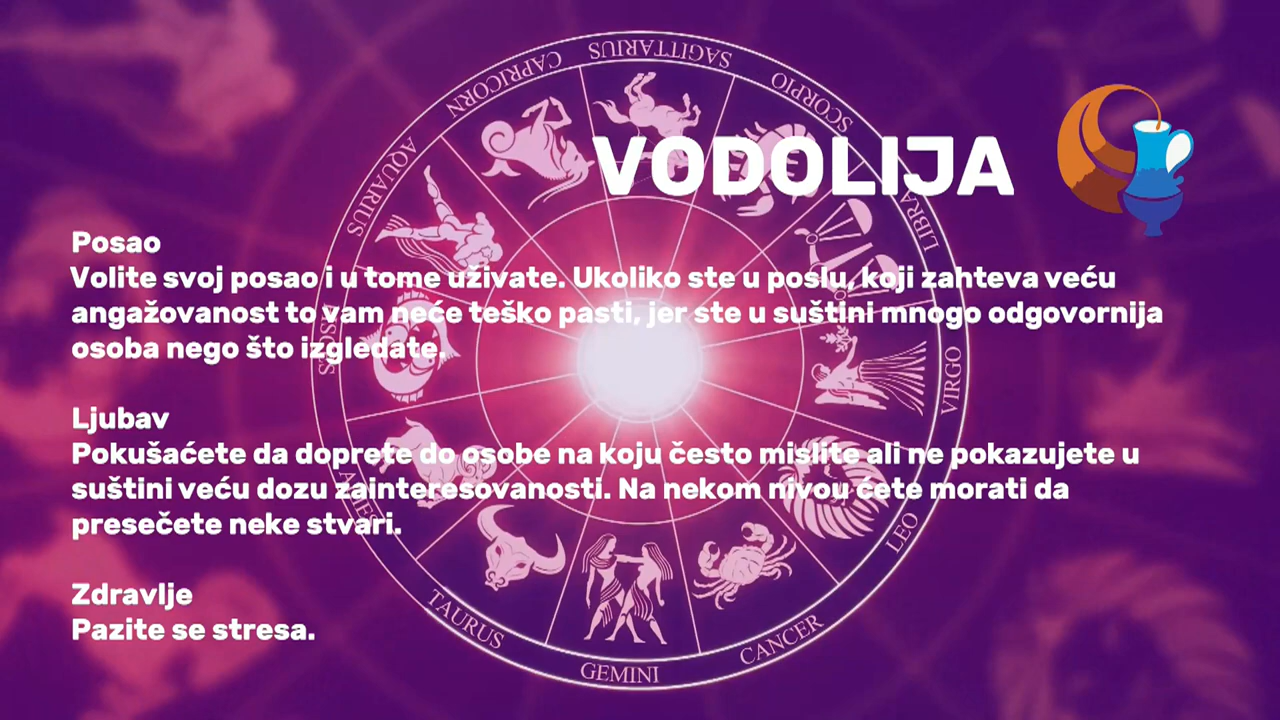 VODOLIJA
Posao
Volite svoj posao i u tome uživate. Ukoliko ste u poslu, koji zahteva veću
angažovanost to vam neće teško pasti, jer ste u suštini mnogo odgovornija
osoba nego što izgledate.
Ljubav
Pokušaćete da doprete do osobe na koju često mislite ali ne pokazujete u
suštini veću dozu zainteresovanosti. Na nekom nivou ćete morati da
presečete neke stvari.
Zdravlje
Pazite se stresa.
SAGITTARIUS
SCORPIO
LIBRA
VIRGO
LEO
CANCER
GEMINI
TAURUS
ARIES
PISCES
AQUARIUS
CAPRICORN